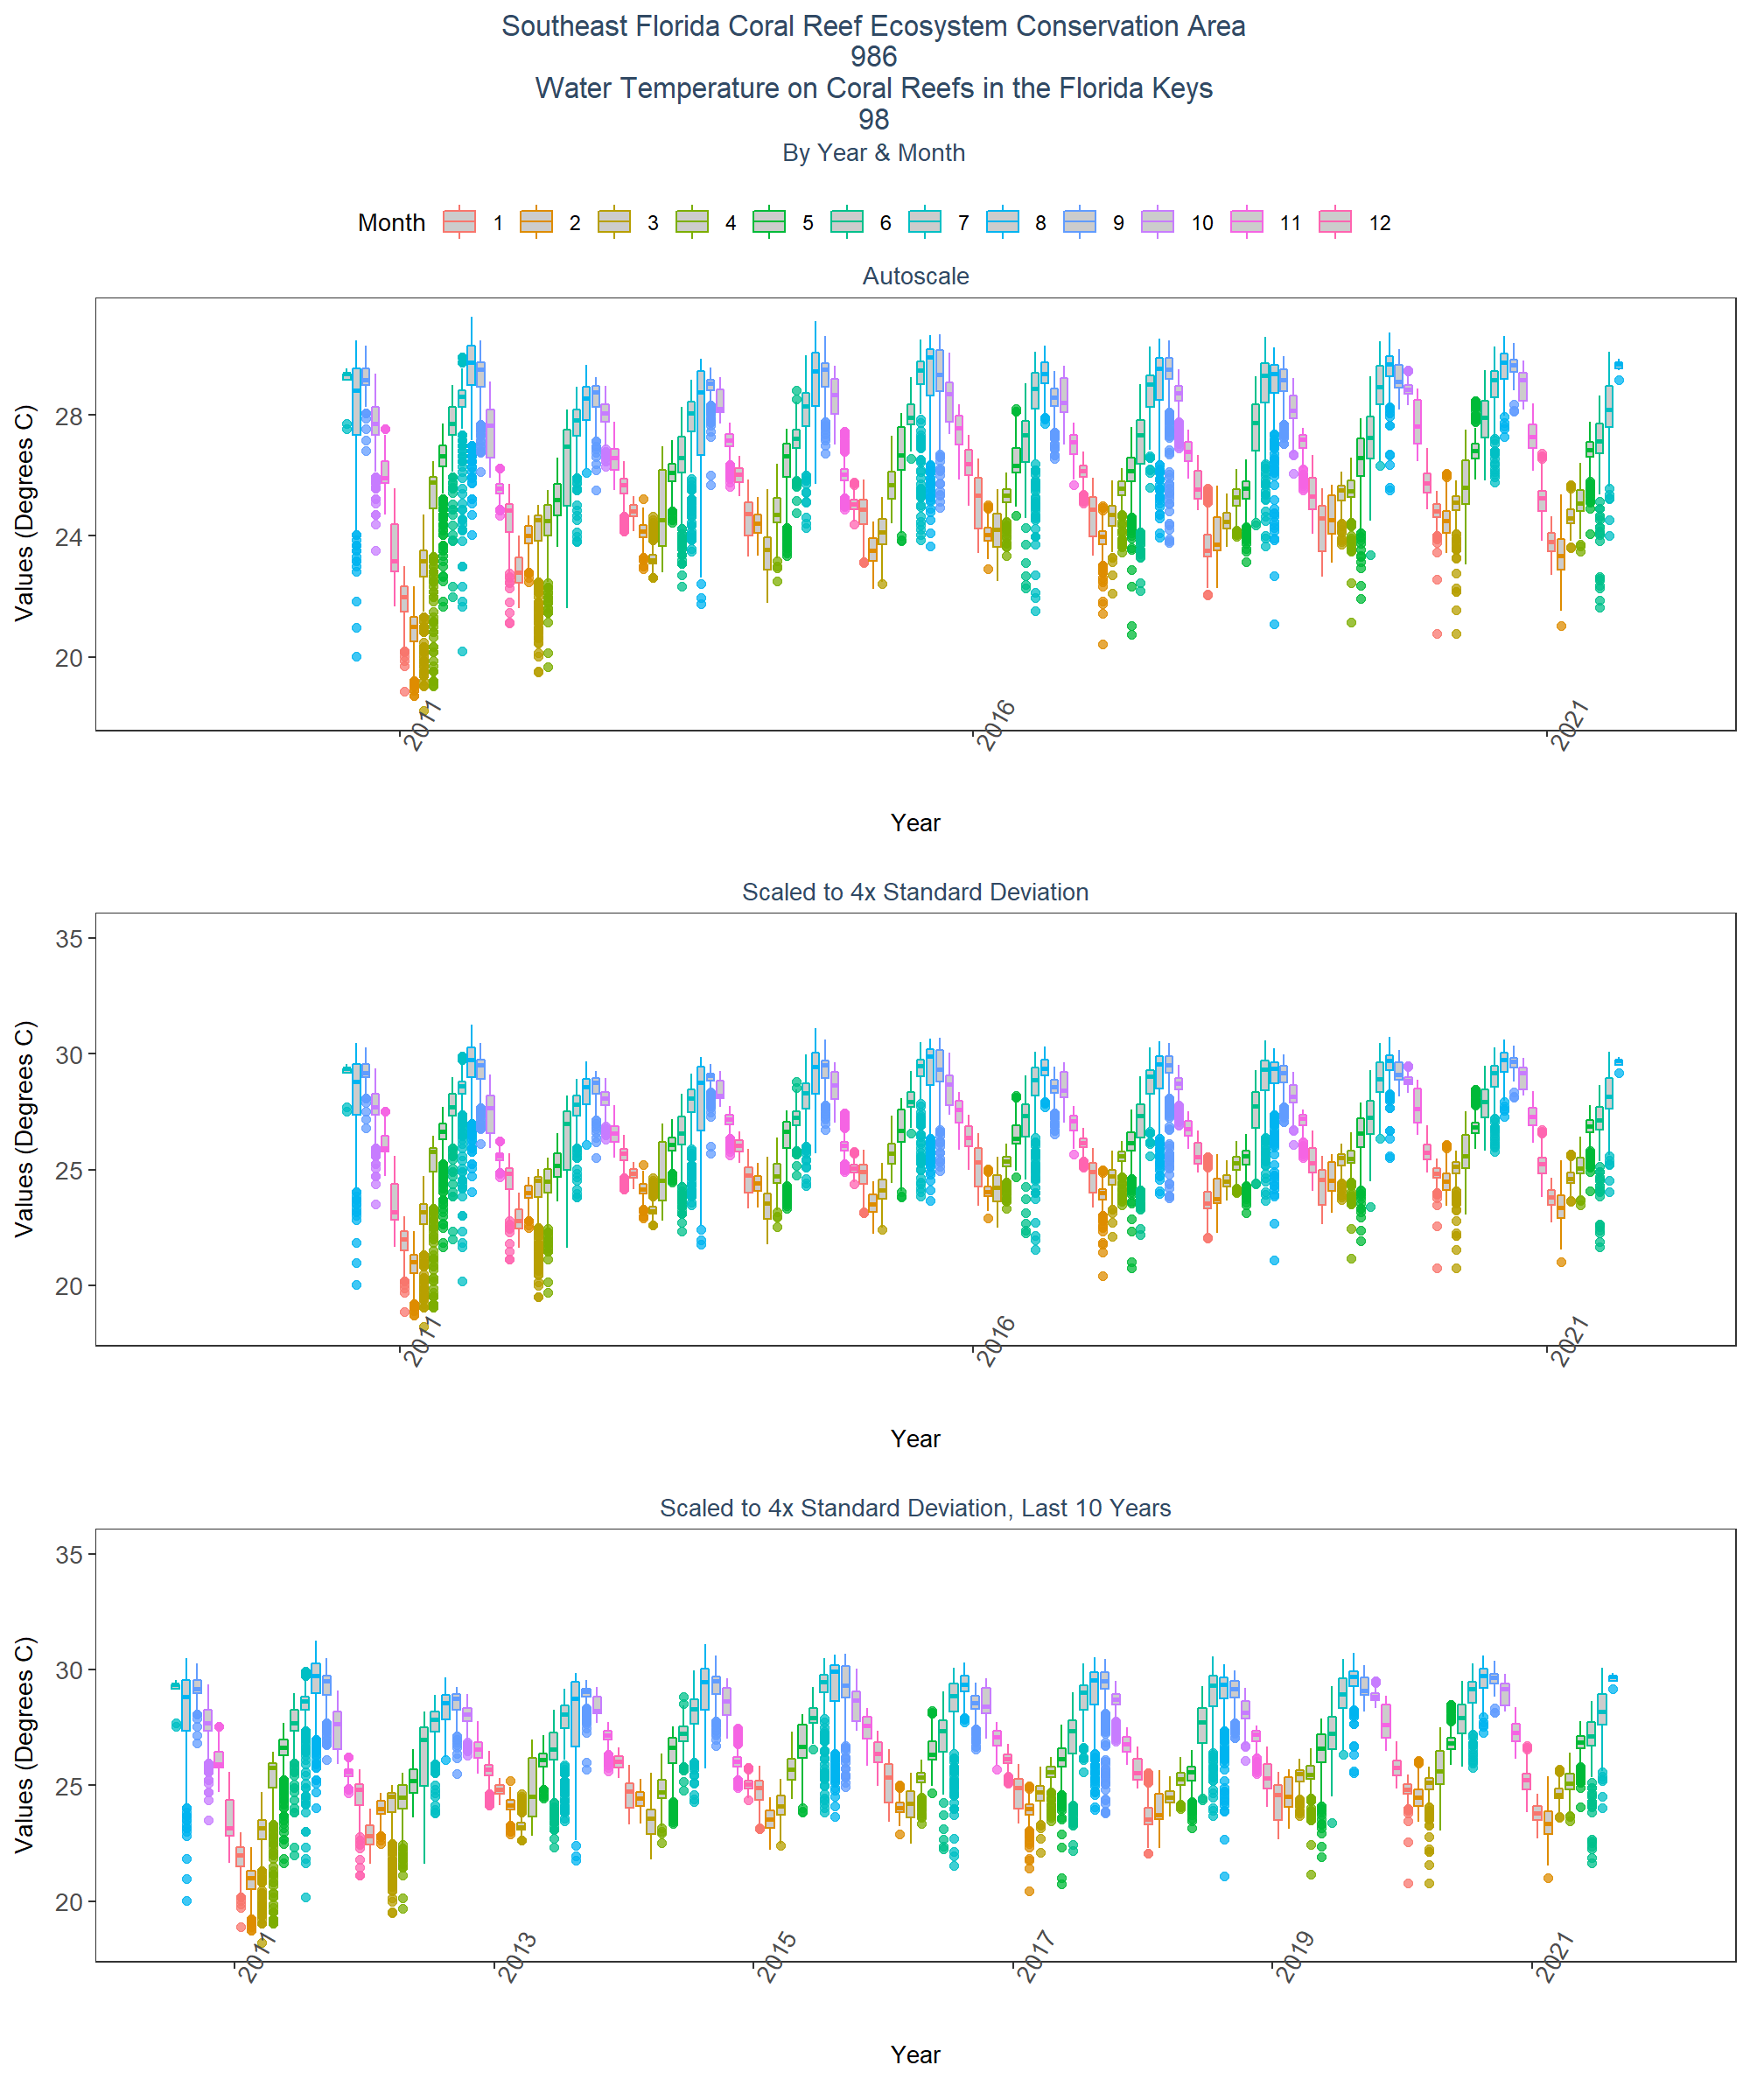 Southeast Florida Coral Reef Ecosystem Conservation Area
986
Water Temperature on Coral Reefs in the Florida Keys
98
By Year & Month
Month 1 2 3 4 5 6 7 8 9 10 11 12
Autoscale
Values (Degrees C)
28
24
20
2011 2016 2021
Year
Scaled to 4x Standard Deviation
Values (Degrees C)
35
30
25
20
2011 2016 2021
Year
Scaled to 4x Standard Deviation, Last 10 Years
Values (Degrees C)
35
30
25
20
2011 2013 2015 2017 2019 2021
Year